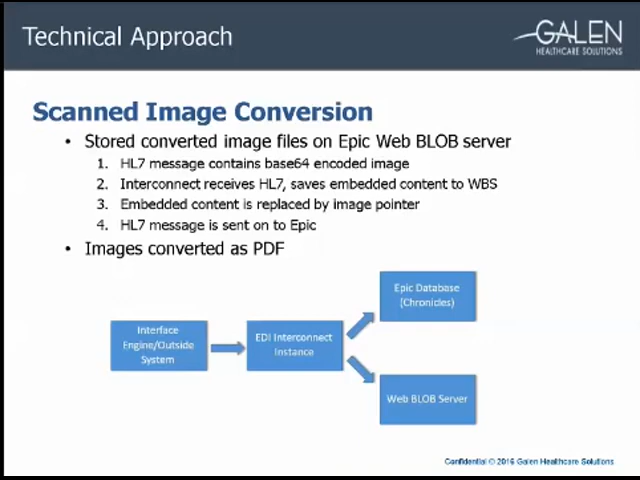 Technical Approach
GALEN
HEALTHCARE SOLUTIONS
Scanned Image Conversion
• Stored converted image files on Epic Web BLOB server
1. HL7 message contains base64 encoded image
2. Interconnect receives HL7, saves embedded content to WBS
3. Embedded content is replaced by image pointer
4. HL7 message is sent on to Epic
• Images converted as PDF
Interface
Engine/Outside
System
EDI Interconnect
Instance
Epic Database
(Chronicles)
Web BLOB Server
Confidential © 2016 Galen Healthcare Solutions